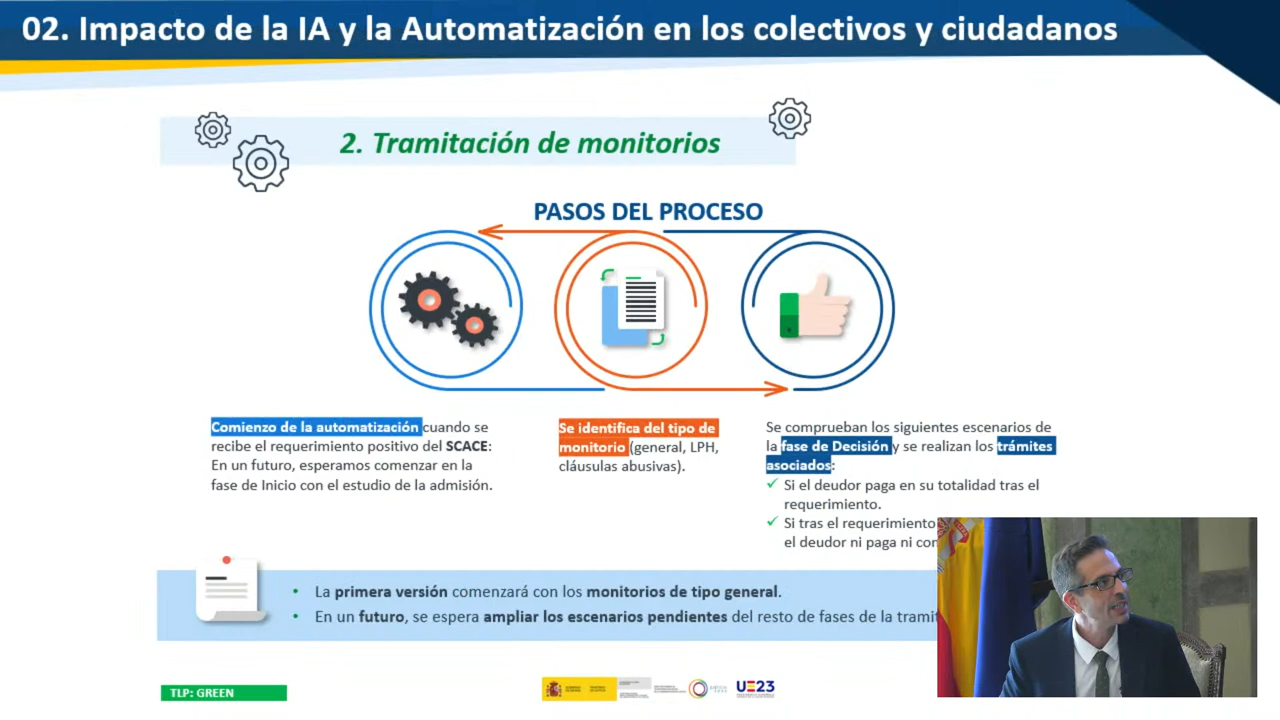 02. Impacto de la IA y la Automatización en los colectivos y ciudadanos
2. Tramitación de monitorios
PASOS DEL PROCESO
Comienzo de la automatización cuando se
recibe el requerimiento positivo del SCACE:
En un futuro, esperamos comenzar en la
fase de Inicio con el estudio de la admisión.
Se identifica del tipo de
monitorio (general, LPH,
cláusulas abusivas).
Se comprueban los siguientes escenarios de
la fase de Decisión y se realizan los trámites
asociados:
✓ Si el deudor paga en su totalidad tras el
requerimiento.
✓ Si tras el requerimiento
el deudor ni paga ni
• La primera versión comenzará con los monitorios de tipo general.
• En un futuro, se espera ampliar los escenarios pendientes del resto de fases de la
TLP: GREEN
UE23